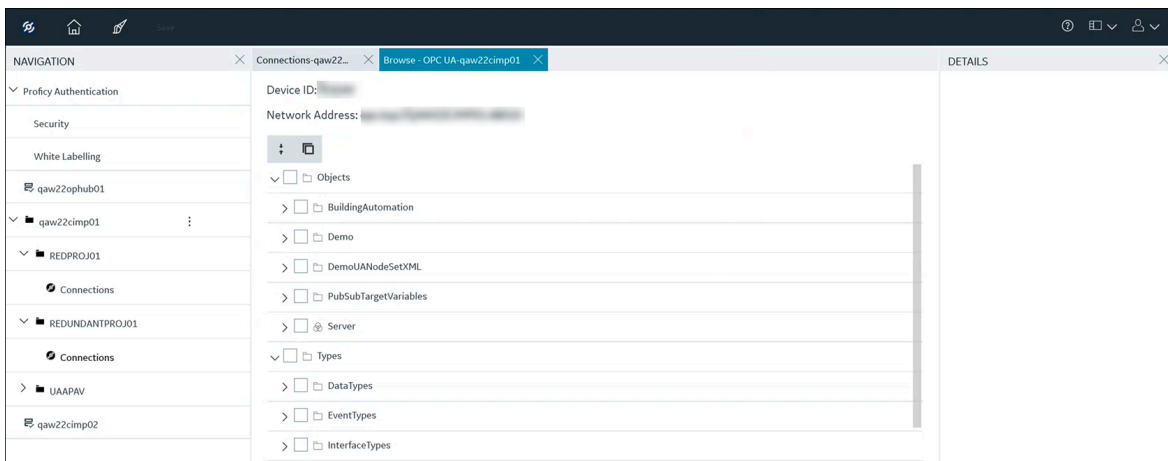 Save
NAVIGATION
Proficy Authentication
Security
White Labelling
qaw22ophub01
qaw22cimp01
REDPROJ01
Connections
REDUNDANTPROJ01
Connections
UAAPAV
qaw22cimp02
Connections-qaw22... Browse - OPC UA-qaw22cimp01
Device ID:
Network Address:
Objects
BuildingAutomation
Demo
DemoUANodeSetXML
PubSubTargetVariables
Server
Types
DataTypes
EventTypes
InterfaceTypes
DETAILS